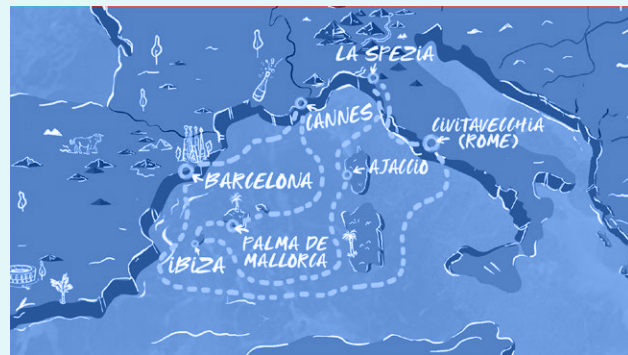 LA SPEZIA
CANNES
CIVITAVECCHIA
(ROME)
AJACCIO
BARCELONA
PALMA DE
MALLORCA
IBIZA